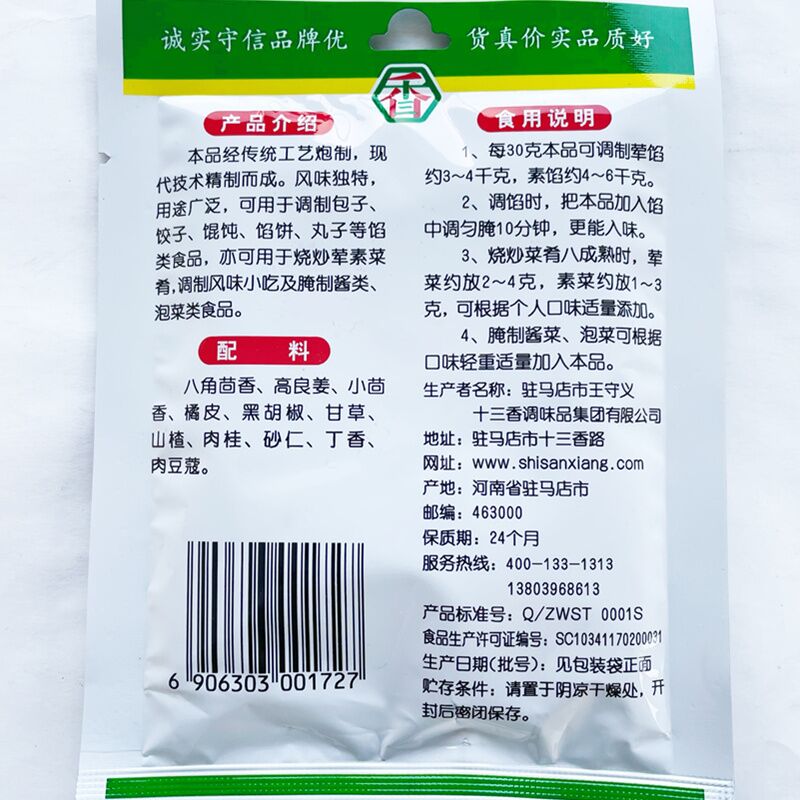 诚实守信品牌优
货真价实品质好
香
产品介绍
本品经传统工艺炮制，现
代技术精制而成。风味独特，
用途广泛，可用于调制包子、
饺子、馄饨、馅饼、丸子等馅
类食品，亦可用于烧炒荤素菜
肴,调制风味小吃及腌制酱类、
泡菜类食品。
配料
八角茴香、高良姜、小茴
香、橘皮、黑胡椒、甘草、
山楂、肉桂、砂仁、丁香、
肉豆蔻。
6 906303 001727
食用说明
1、每30克本品可调制荤馅
约3~4千克，素馅约4~6千克。
2、调馅时，把本品加入馅
中调匀腌10分钟，更能入味。
3、烧炒菜肴八成熟时，荤
菜约放2~4克，素菜约放1~3
克，可根据个人口味适量添加。
4、腌制酱菜、泡菜可根据
口味轻重适量加入本品。
生产者名称：驻马店市王守义
十三香调味品集团有限公司
地址：驻马店市十三香路
网址：www.shisanxiang.com
产地：河南省驻马店市
邮编：463000
保质期：24个月
服务热线：400-133-1313
13803968613
产品标准号：Q/ZWST 0001S
食品生产许可证编号：SC10341170200031
生产日期(批号)：见包装袋正面
贮存条件：请置于阴凉干燥处，开
封后密闭保存。